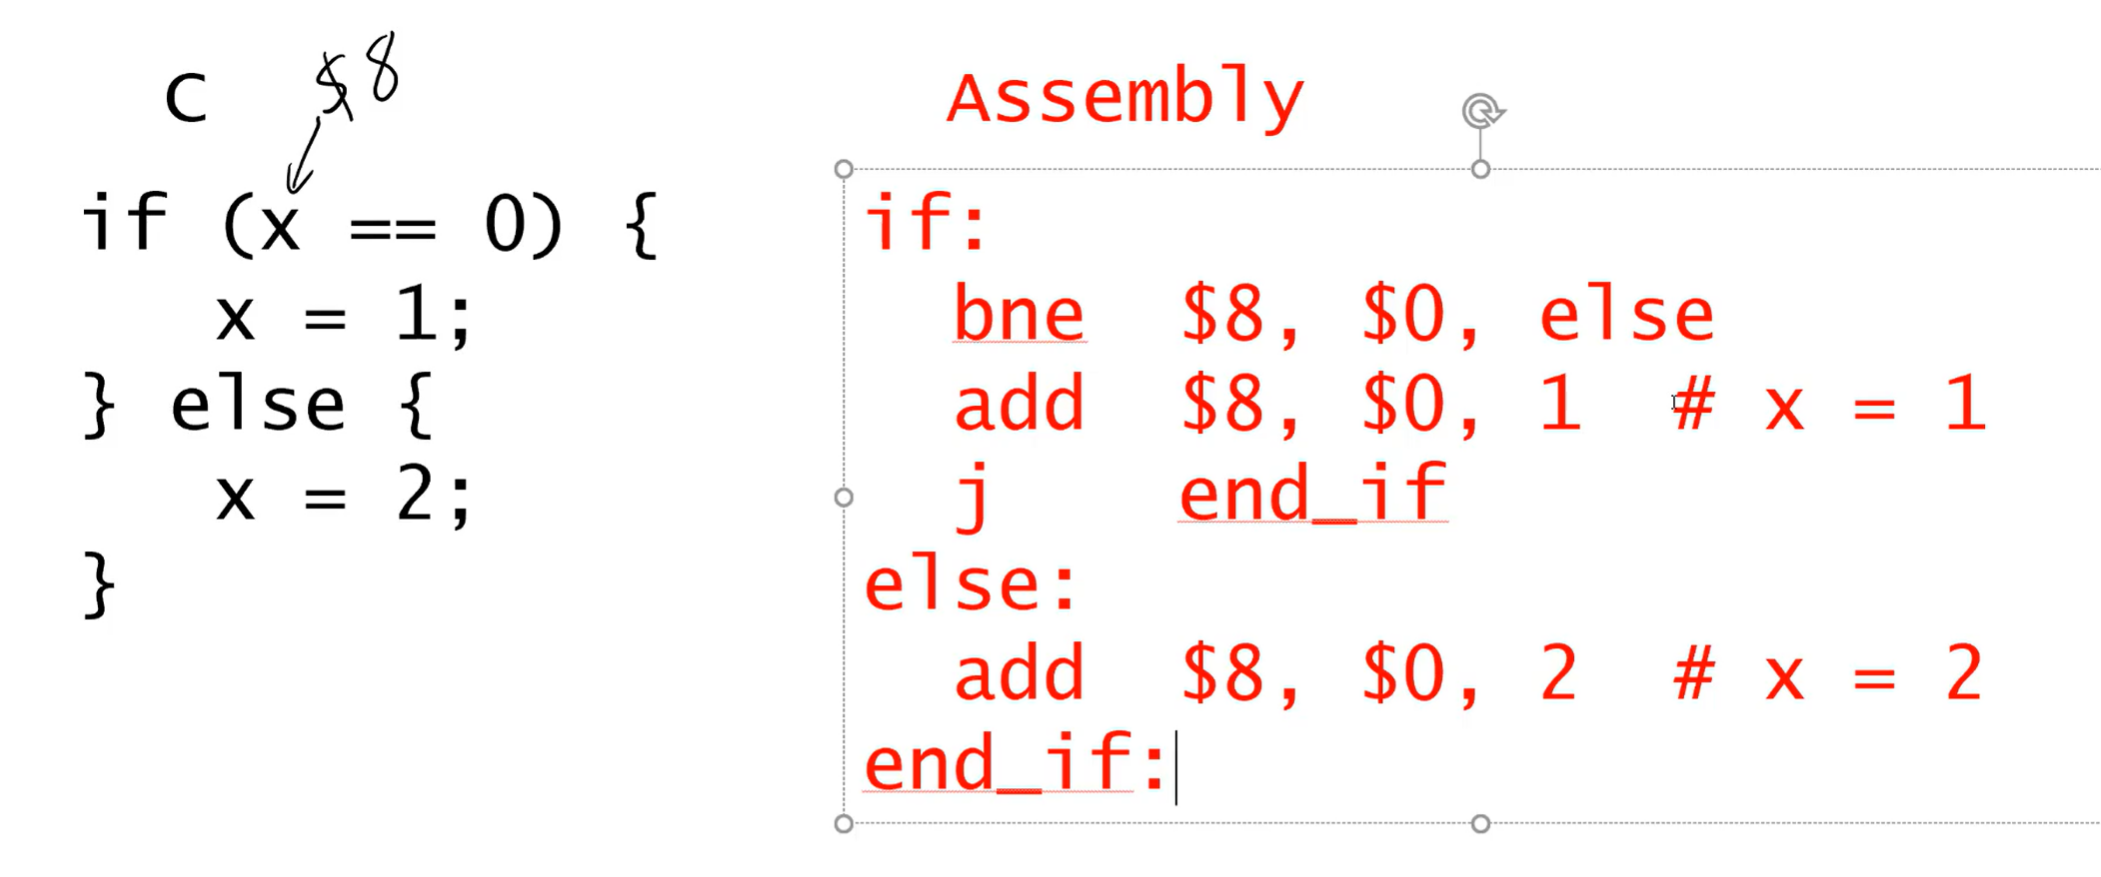 C $8
if (x == 0) {
   x = 1;
} else {
   x = 2;
}
Assembly
if:
  bne  $8, $0, else
  add  $8, $0, 1  # x = 1
  j    end_if
else:
  add  $8, $0, 2  # x = 2
end_if: